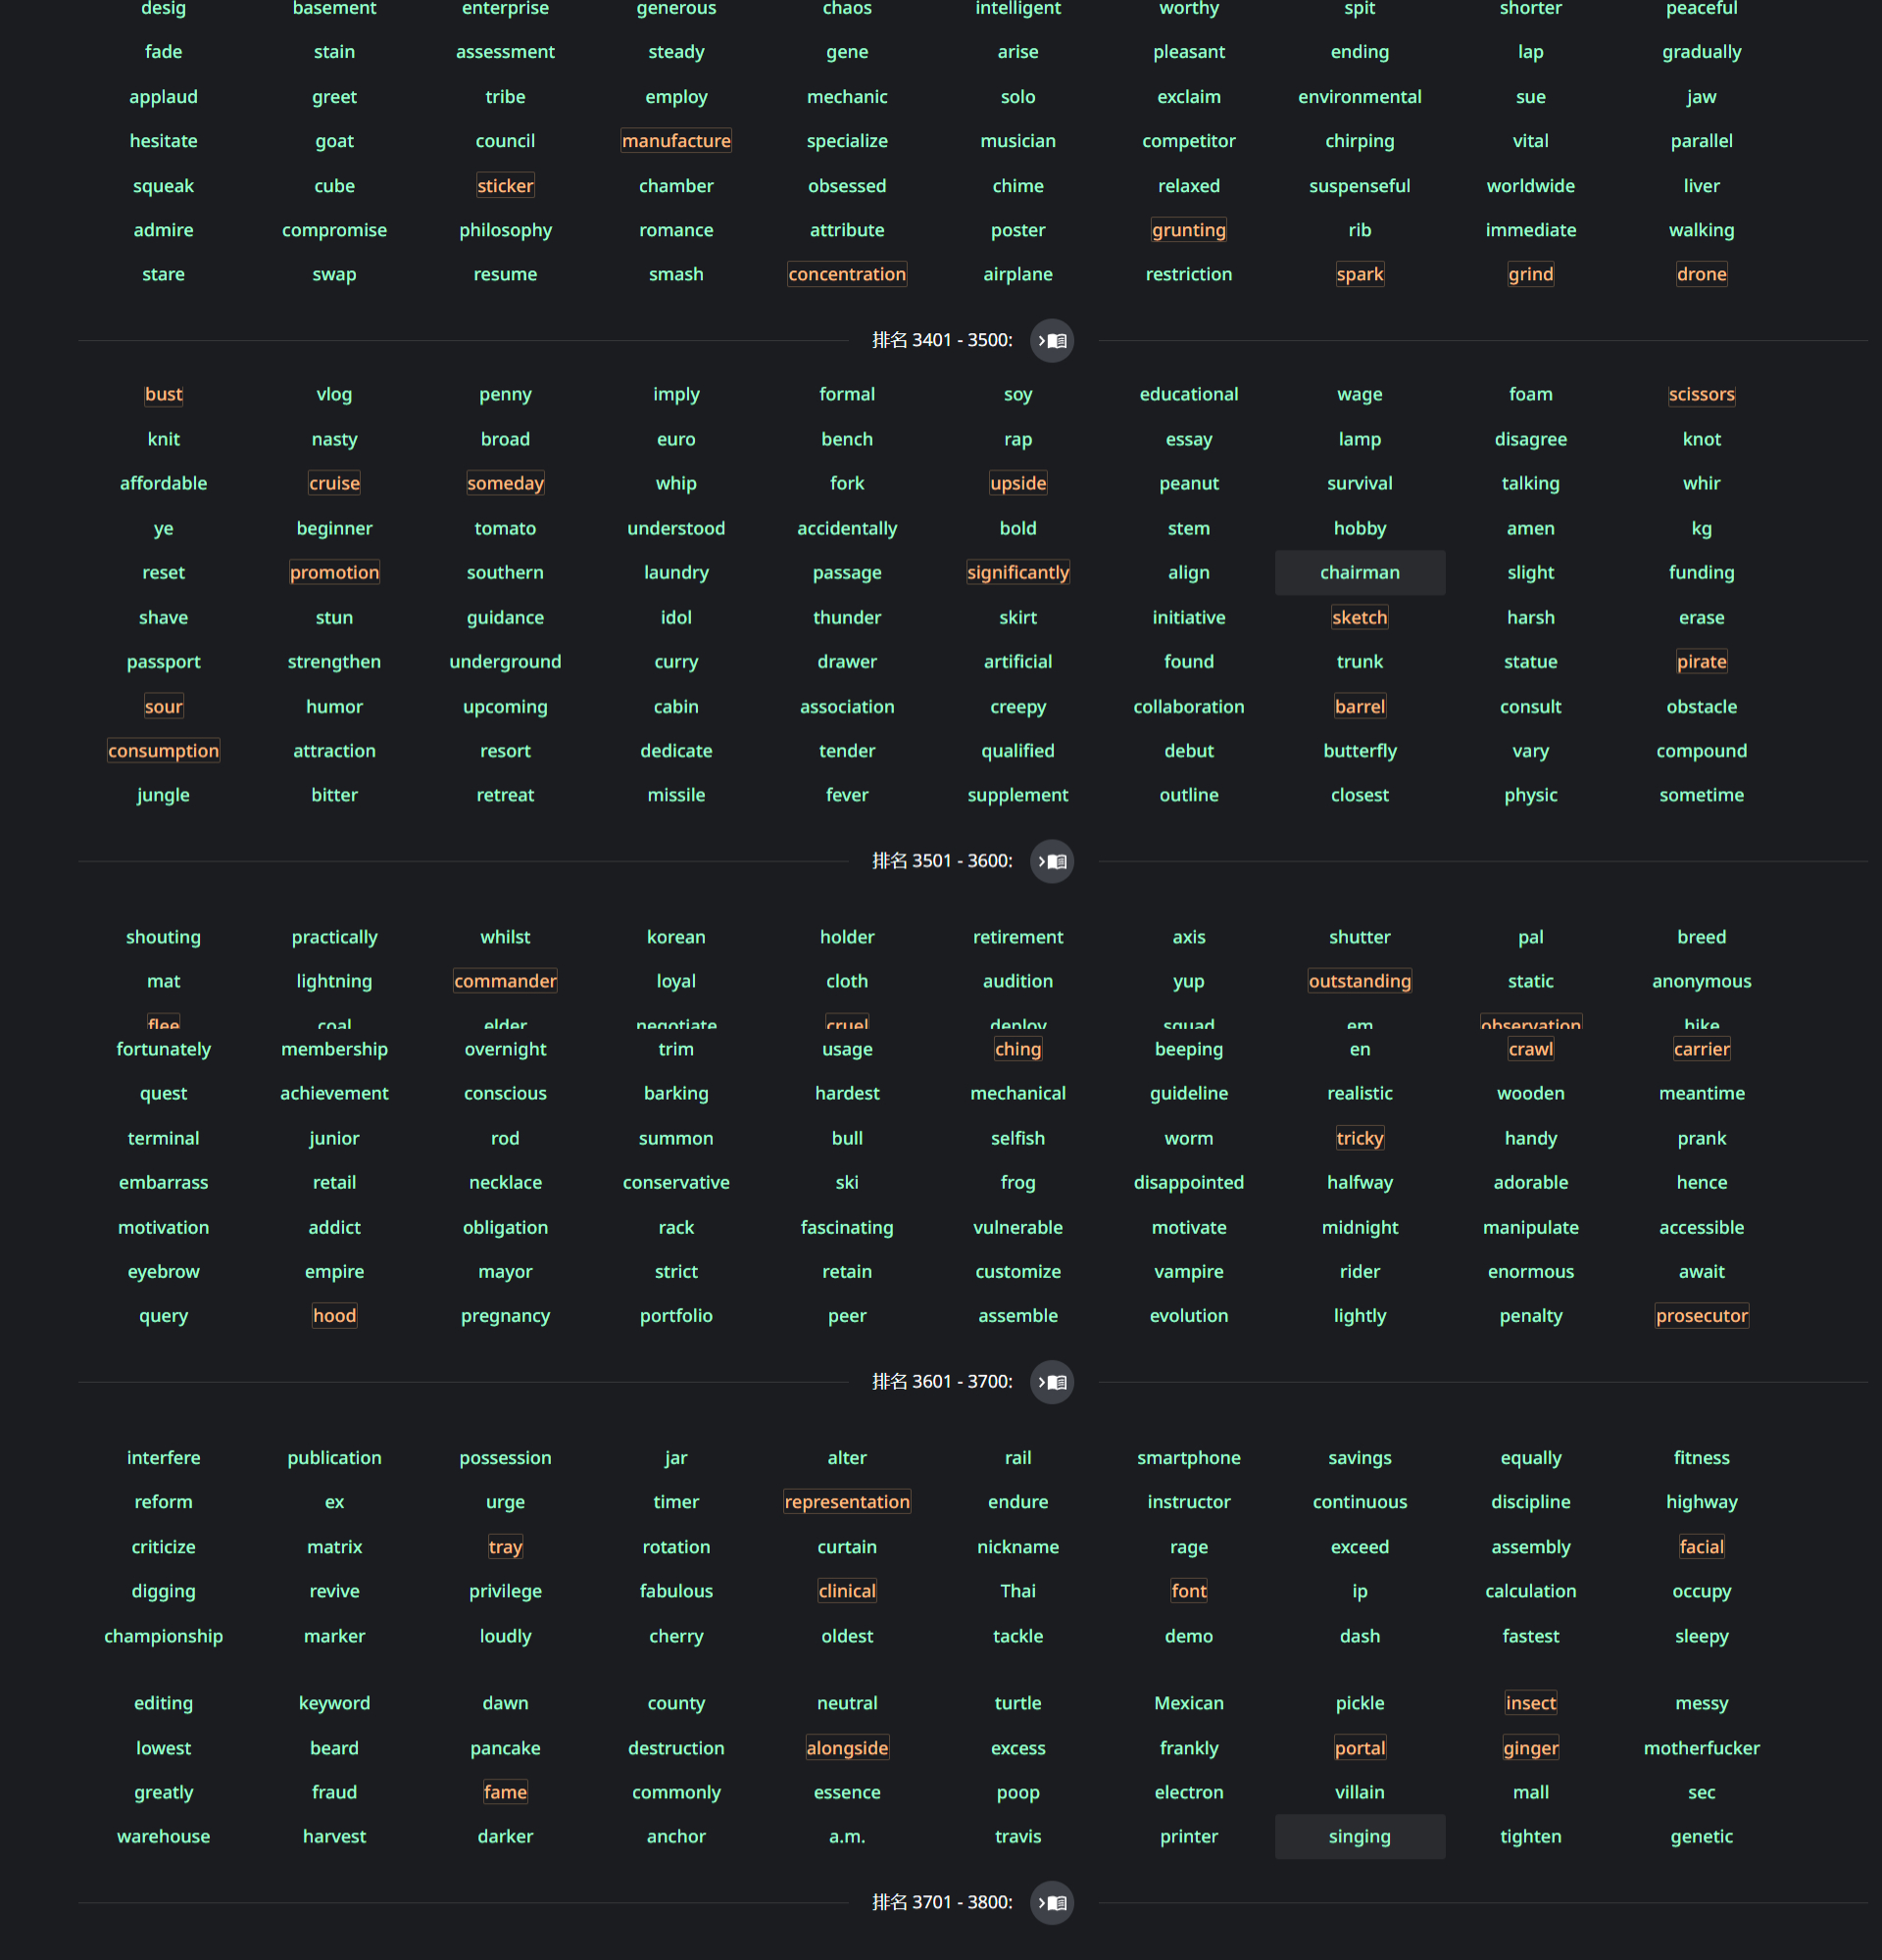 desig basement enterprise generous chaos intelligent worthy spit shorter peaceful
fade stain assessment steady gene arise pleasant ending lap gradually
applaud greet tribe employ mechanic solo exclaim environmental sue jaw
hesitate goat council manufacture specialize musician competitor chirping vital parallel
squeak cube sticker chamber obsessed chime relaxed suspenseful worldwide liver
admire compromise philosophy romance attribute poster grunting rib immediate walking
stare swap resume smash concentration airplane restriction spark grind drone
排名 3401 - 3500:
bust vlog penny imply formal soy educational wage foam scissors
knit nasty broad euro bench rap essay lamp disagree knot
affordable cruise someday whip fork upside peanut survival talking whir
ye beginner tomato understood accidentally bold stem hobby amen kg
reset promotion southern laundry passage significantly align chairman slight funding
shave stun guidance idol thunder skirt initiative sketch harsh erase
passport strengthen underground curry drawer artificial found trunk statue pirate
sour humor upcoming cabin association creepy collaboration barrel consult obstacle
consumption attraction resort dedicate tender qualified debut butterfly vary compound
jungle bitter retreat missile fever supplement outline closest physic sometime
排名 3501 - 3600:
shouting practically whilst korean holder retirement axis shutter pal breed
mat lightning commander loyal cloth audition yup outstanding static anonymous
flee coal elder negotiate cruel deploy squad em observation hike
fortunately membership overnight trim usage ching beeping en crawl carrier
quest achievement conscious barking hardest mechanical guideline realistic wooden meantime
terminal junior rod summon bull selfish worm tricky handy prank
embarrass retail necklace conservative ski frog disappointed halfway adorable hence
motivation addict obligation rack fascinating vulnerable motivate midnight manipulate accessible
eyebrow empire mayor strict retain customize vampire rider enormous await
query hood pregnancy portfolio peer assemble evolution lightly penalty prosecutor
排名 3601 - 3700:
interfere publication possession jar alter rail smartphone savings equally fitness
reform ex urge timer representation endure instructor continuous discipline highway
criticize matrix tray rotation curtain nickname rage exceed assembly facial
digging revive privilege fabulous clinical Thai font ip calculation occupy
championship marker loudly cherry oldest tackle demo dash fastest sleepy
editing keyword dawn county neutral turtle Mexican pickle insect messy
lowest beard pancake destruction alongside excess frankly portal ginger motherfucker
greatly fraud fame commonly essence poop electron villain mall sec
warehouse harvest darker anchor a.m. travis printer singing tighten genetic
排名 3701 - 3800: